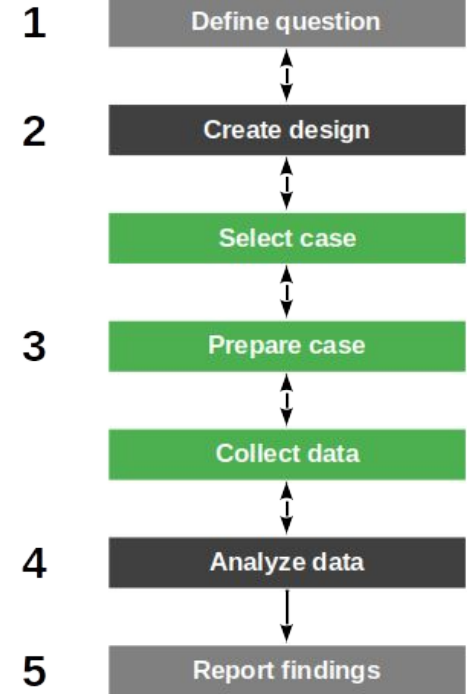 1 Define question
2 Create design
Select case
3 Prepare case
Collect data
4 Analyze data
5 Report findings